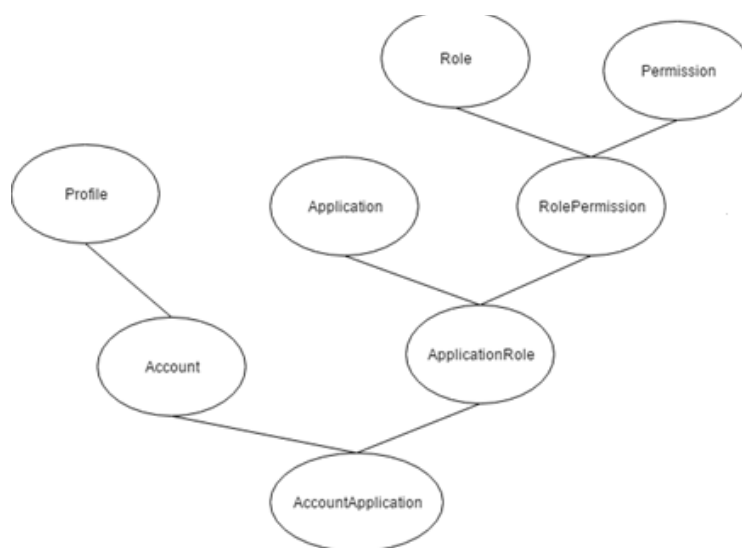 Role
Permission
Profile
Application
RolePermission
Account
ApplicationRole
AccountApplication